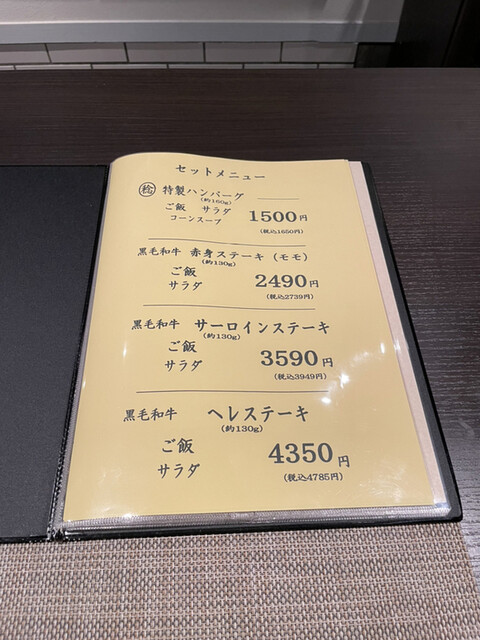 セットメニュー
特製ハンバーグ
(約160g)
ご飯 サラダ
コーンスープ
1500円
(税込1650円)
黒毛和牛 赤身ステーキ(モモ)
(約130g)
ご飯
サラダ
2490円
(税込2739円)
黒毛和牛 サーロインステーキ
(約130g)
ご飯
サラダ
3590円
(税込3949円)
黒毛和牛 ヘレステーキ
(約130g)
ご飯
サラダ
4350円
(税込4785円)